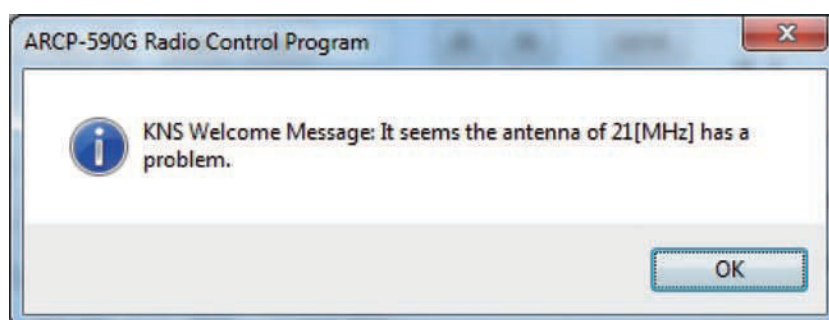 ARCP-590G Radio Control Program
KNS Welcome Message: It seems the antenna of 21[MHz] has a
problem.
OK